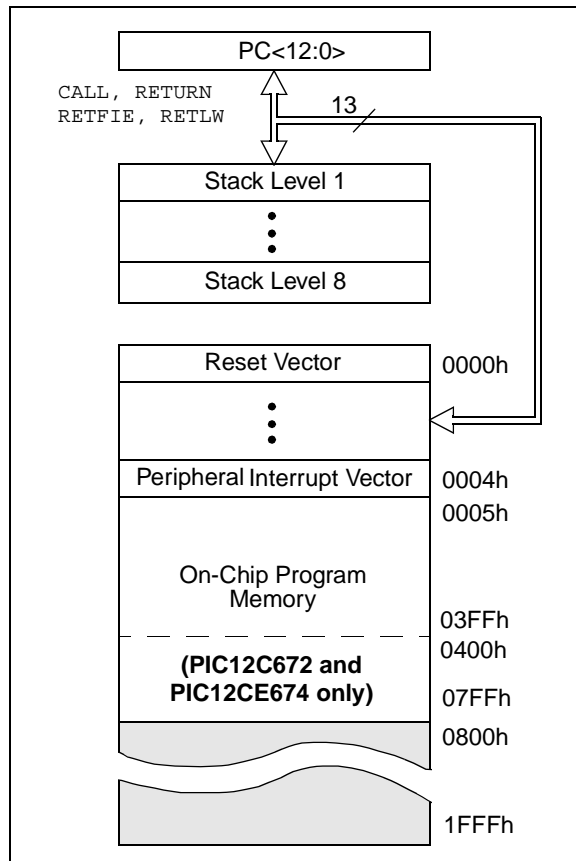 PC<12:0>
CALL, RETURN
RETFIE, RETLW
13
Stack Level 1
Stack Level 8
Reset Vector
0000h
Peripheral Interrupt Vector
0004h
0005h
On-Chip Program
Memory
03FFh
0400h
(PIC12C672 and
PIC12CE674 only)
07FFh
0800h
1FFFh